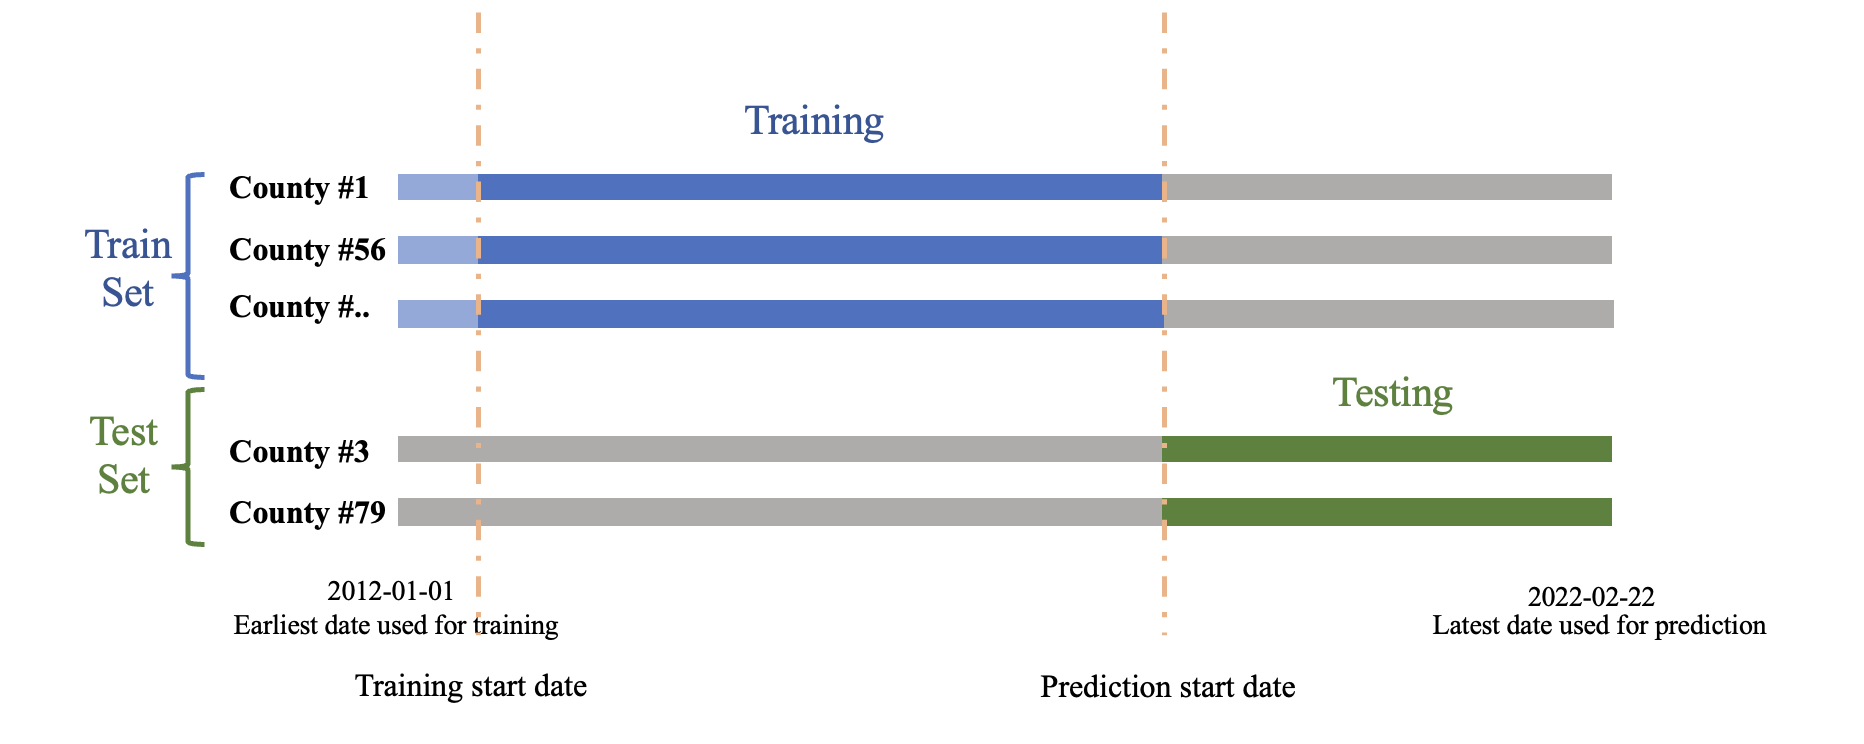 Training
County #1
County #56
County #..
Train
Set
Testing
Test
Set
County #3
County #79
2012-01-01
Earliest date used for training
2022-02-22
Latest date used for prediction
Training start date
Prediction start date